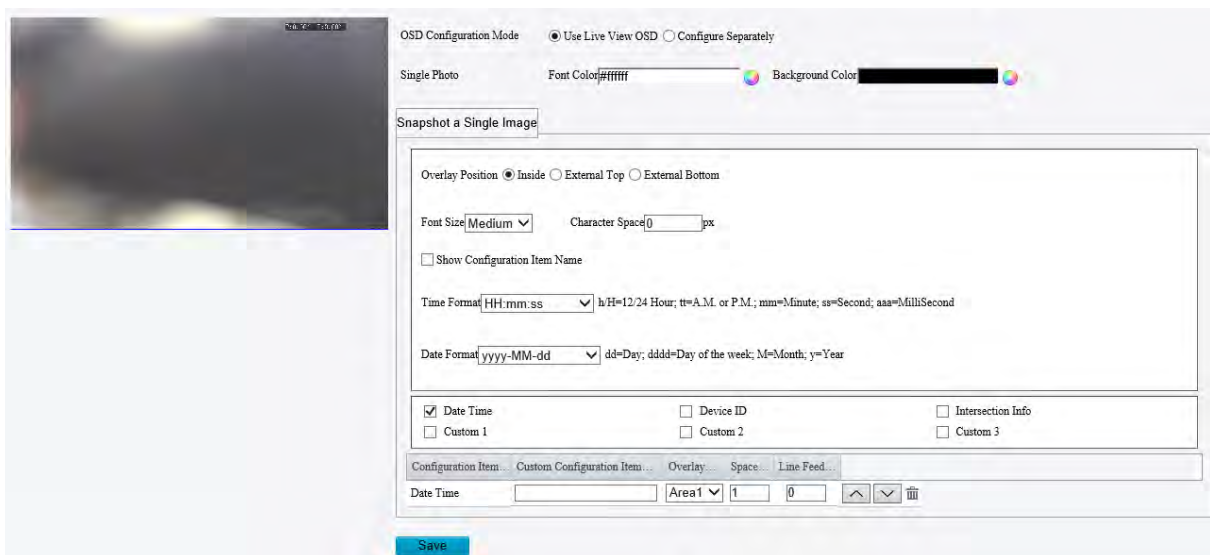 OSD Configuration Mode Use Live View OSD Configure Separately
Single Photo Font Color #ffffff Background Color
Snapshot a Single Image
Overlay Position Inside External Top External Bottom
Font Size Medium Character Space 0 px
Show Configuration Item Name
Time Format HH:mm:ss h/H=12/24 Hour; tt=A.M. or P.M.; mm=Minute; ss=Second; aaa=MilliSecond
Date Format yyyy-MM-dd dd=Day; dddd=Day of the week; M=Month; y=Year
Date Time Device ID Intersection Info
Custom 1 Custom 2 Custom 3
Configuration Item... Custom Configuration Item... Overlay... Space... Line Feed...
Date Time Area1 1 0
Save